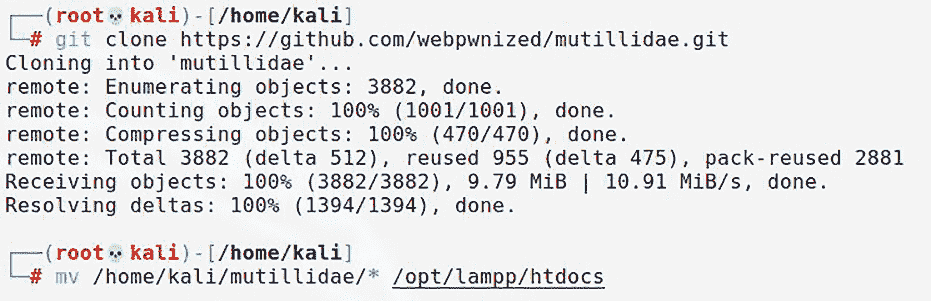 ┌──(root💀kali)-[/home/kali]
└─# git clone https://github.com/webpwnized/mutillidae.git
Cloning into 'mutillidae'...
remote: Enumerating objects: 3882, done.
remote: Counting objects: 100% (1001/1001), done.
remote: Compressing objects: 100% (470/470), done.
remote: Total 3882 (delta 512), reused 955 (delta 475), pack-reused 2881
Receiving objects: 100% (3882/3882), 9.79 MiB | 10.91 MiB/s, done.
Resolving deltas: 100% (1394/1394), done.
┌──(root💀kali)-[/home/kali]
└─# mv /home/kali/mutillidae/* /opt/lampp/htdocs